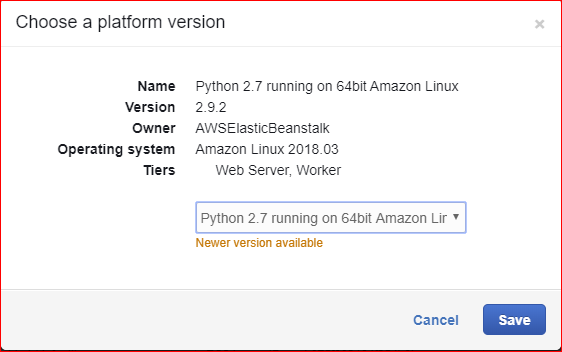 Choose a platform version ×
Name Python 2.7 running on 64bit Amazon Linux
Version 2.9.2
Owner AWSElasticBeanstalk
Operating system Amazon Linux 2018.03
Tiers Web Server, Worker
Python 2.7 running on 64bit Amazon Lir
Newer version available
Cancel Save